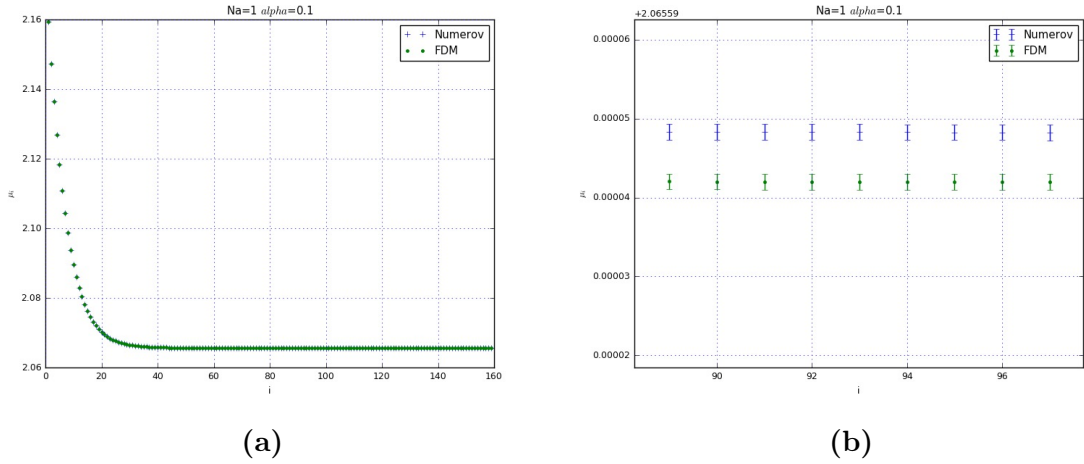 Na=1 alpha=0.1
2.16
2.14
2.12
2.10
2.08
2.06
μᵢ
0 20 40 60 80 100 120 140 160
i
Numerov
FDM
(a)
+2.06559
Na=1 alpha=0.1
0.00006
0.00005
0.00004
0.00003
0.00002
μᵢ
90 92 94 96
i
Numerov
FDM
(b)